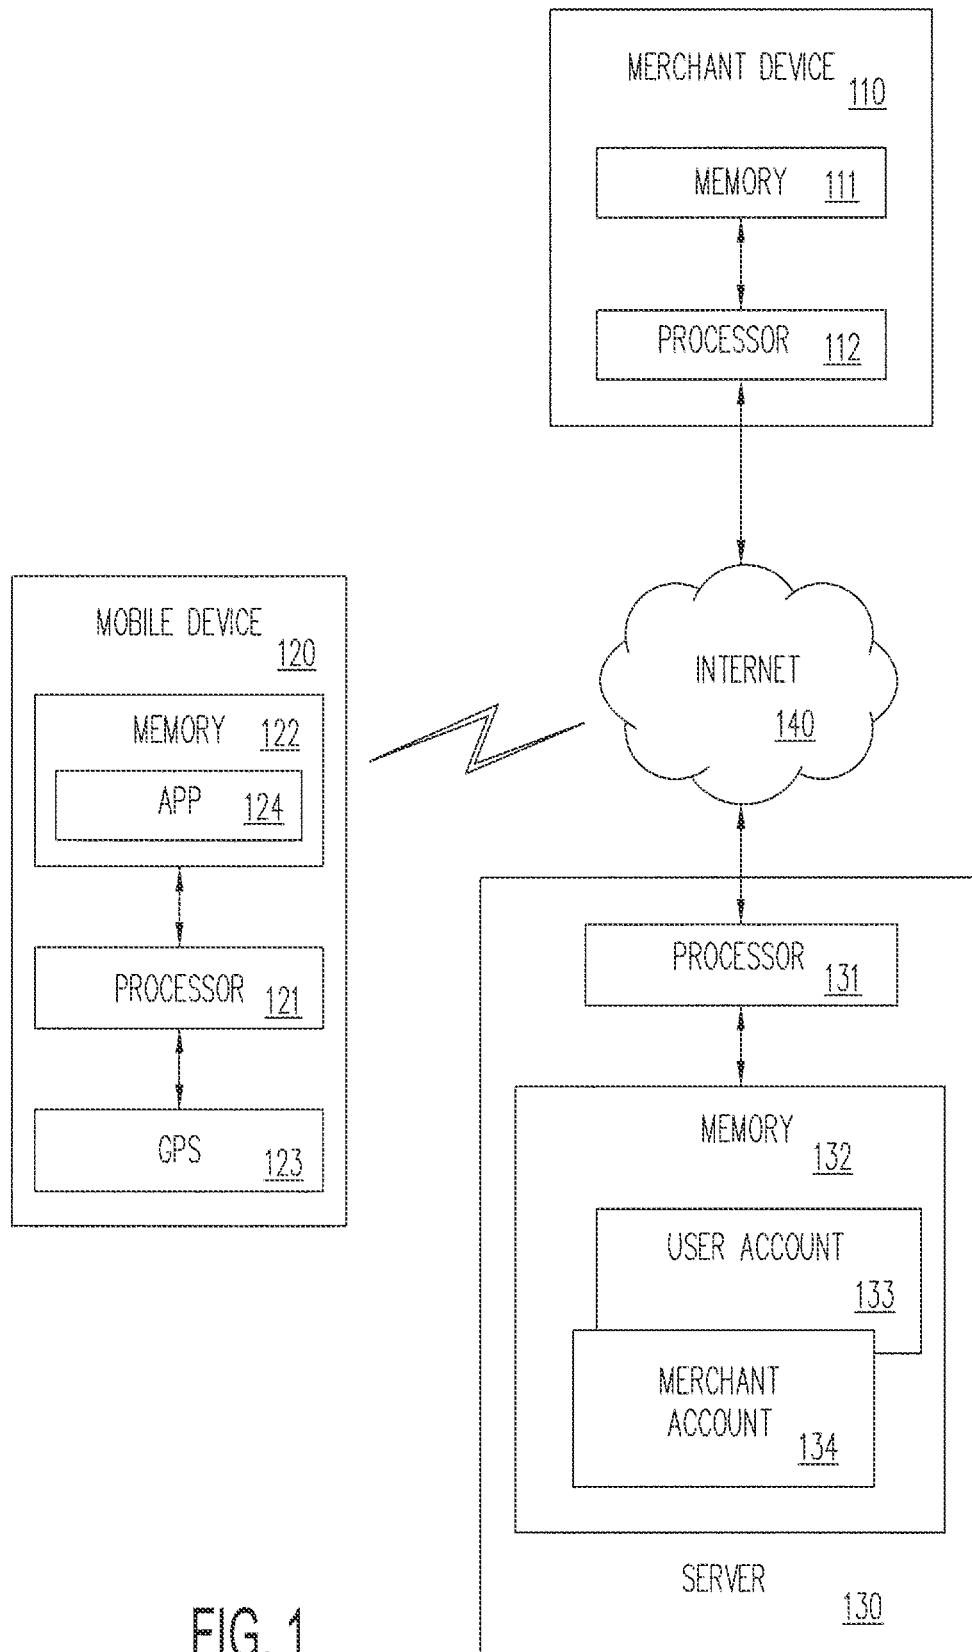 MERCHANT DEVICE
110
MEMORY 111
PROCESSOR 112
MOBILE DEVICE
120
MEMORY 122
APP 124
PROCESSOR 121
GPS 123
INTERNET
140
PROCESSOR 131
MEMORY
132
USER ACCOUNT
133
MERCHANT
ACCOUNT
134
SERVER
130
FIG. 1